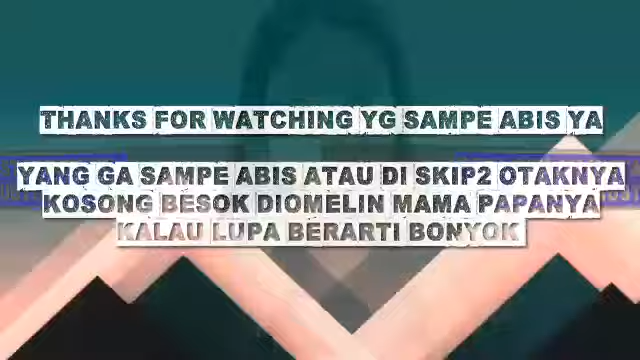 THANKS FOR WATCHING YG SAMPE ABIS YA
YANG GA SAMPE ABIS ATAU DI SKIP2 OTAKNYA
KOSONG BESOK DIOMELIN MAMA PAPANYA
KALAU LUPA BERARTI BONYOK